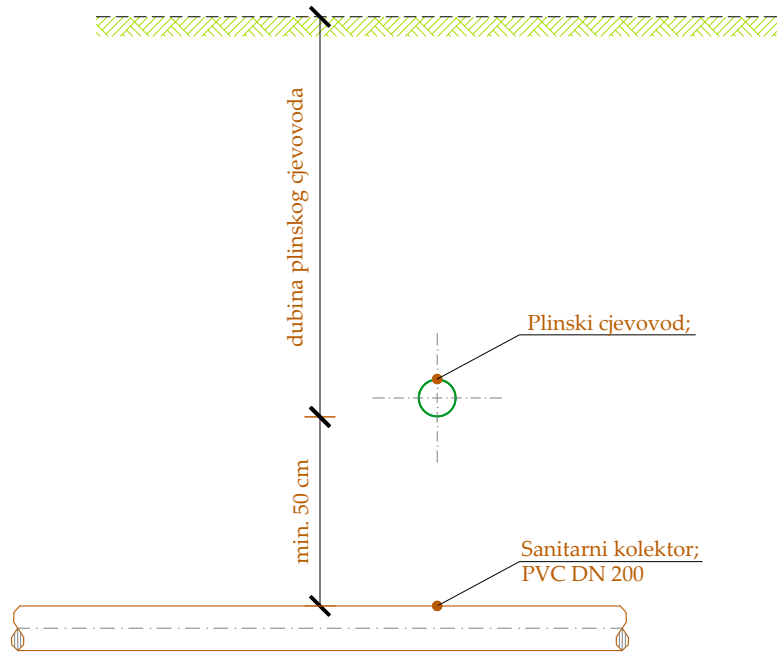 dubina plinskog cjevovoda
Plinski cjevovod;
min. 50 cm
Sanitarni kolektor;
PVC DN 200